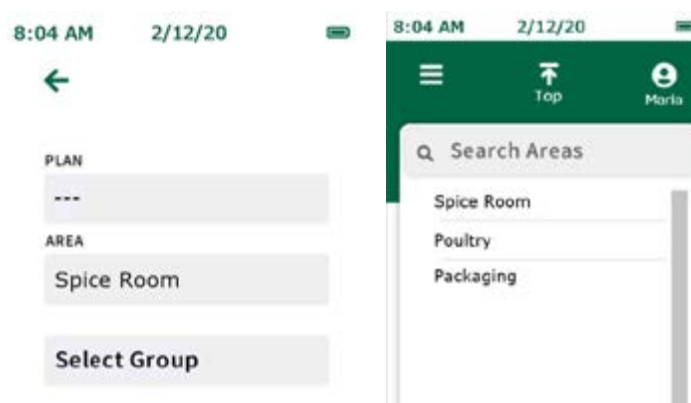 8:04 AM 2/12/20
PLAN
---
AREA
Spice Room
Select Group
8:04 AM 2/12/20
Top
Maria
Search Areas
Spice Room
Poultry
Packaging